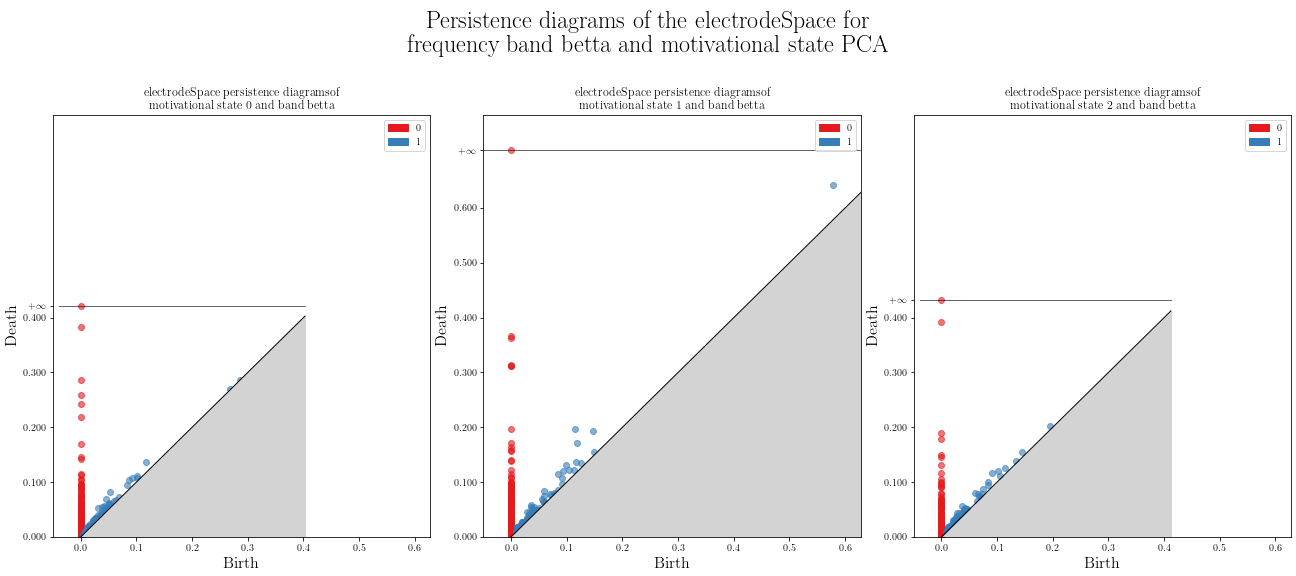 Persistence diagrams of the electrodeSpace for
frequency band betta and motivational state PCA
electrodeSpace persistence diagramsof
motivational state 0 and band betta
0
1
+∞
0.400
0.300
0.200
0.100
0.000
Death
0.0 0.1 0.2 0.3 0.4 0.5 0.6
Birth
electrodeSpace persistence diagramsof
motivational state 1 and band betta
0
1
+∞
0.600
0.500
0.400
0.300
0.200
0.100
0.000
Death
0.0 0.1 0.2 0.3 0.4 0.5 0.6
Birth
electrodeSpace persistence diagramsof
motivational state 2 and band betta
0
1
+∞
0.400
0.300
0.200
0.100
0.000
Death
0.0 0.1 0.2 0.3 0.4 0.5 0.6
Birth